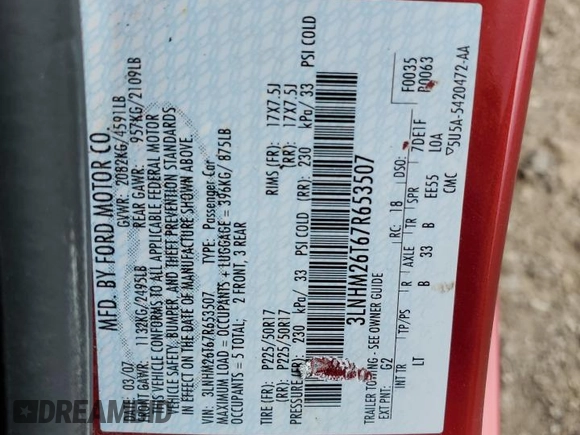 MFD. BY FORD MOTOR CO.
DATE: 03/07 GVWR: 2082KG/4591LB
FRONT GAWR: 1132KG/2495LB REAR GAWR: 957KG/2109LB
THIS VEHICLE CONFORMS TO ALL APPLICABLE FEDERAL MOTOR
VEHICLE SAFETY, BUMPER, AND THEFT PREVENTION STANDARDS
IN EFFECT ON THE DATE OF MANUFACTURE SHOWN ABOVE.
VIN: 3LNHM26T67R653507 TYPE: Passenger Car
MAXIMUM LOAD = OCCUPANTS + LUGGAGE = 396KG/ 875LB
OCCUPANTS = 5 TOTAL: 2 FRONT, 3 REAR
TIRE (FR): P225/50R17 RIMS (FR): 17X7.5J
(RR): P225/50R17 (RR): 17X7.5J
PRESSURE (FR): 230 kPa/ 33 PSI COLD (RR): 230 kPa/ 33 PSI COLD
3LNHM26T67R653507
TRAILER TOWING - SEE OWNER GUIDE
EXT PNT: G2 RC: 18 DSO: F0035
R0063
INT TR TP/PS R AXLE TR SPR 7DE1F
LT B 33 B EE55 10A
CMC ▽5U5A-5420472-AA
DREAMBID